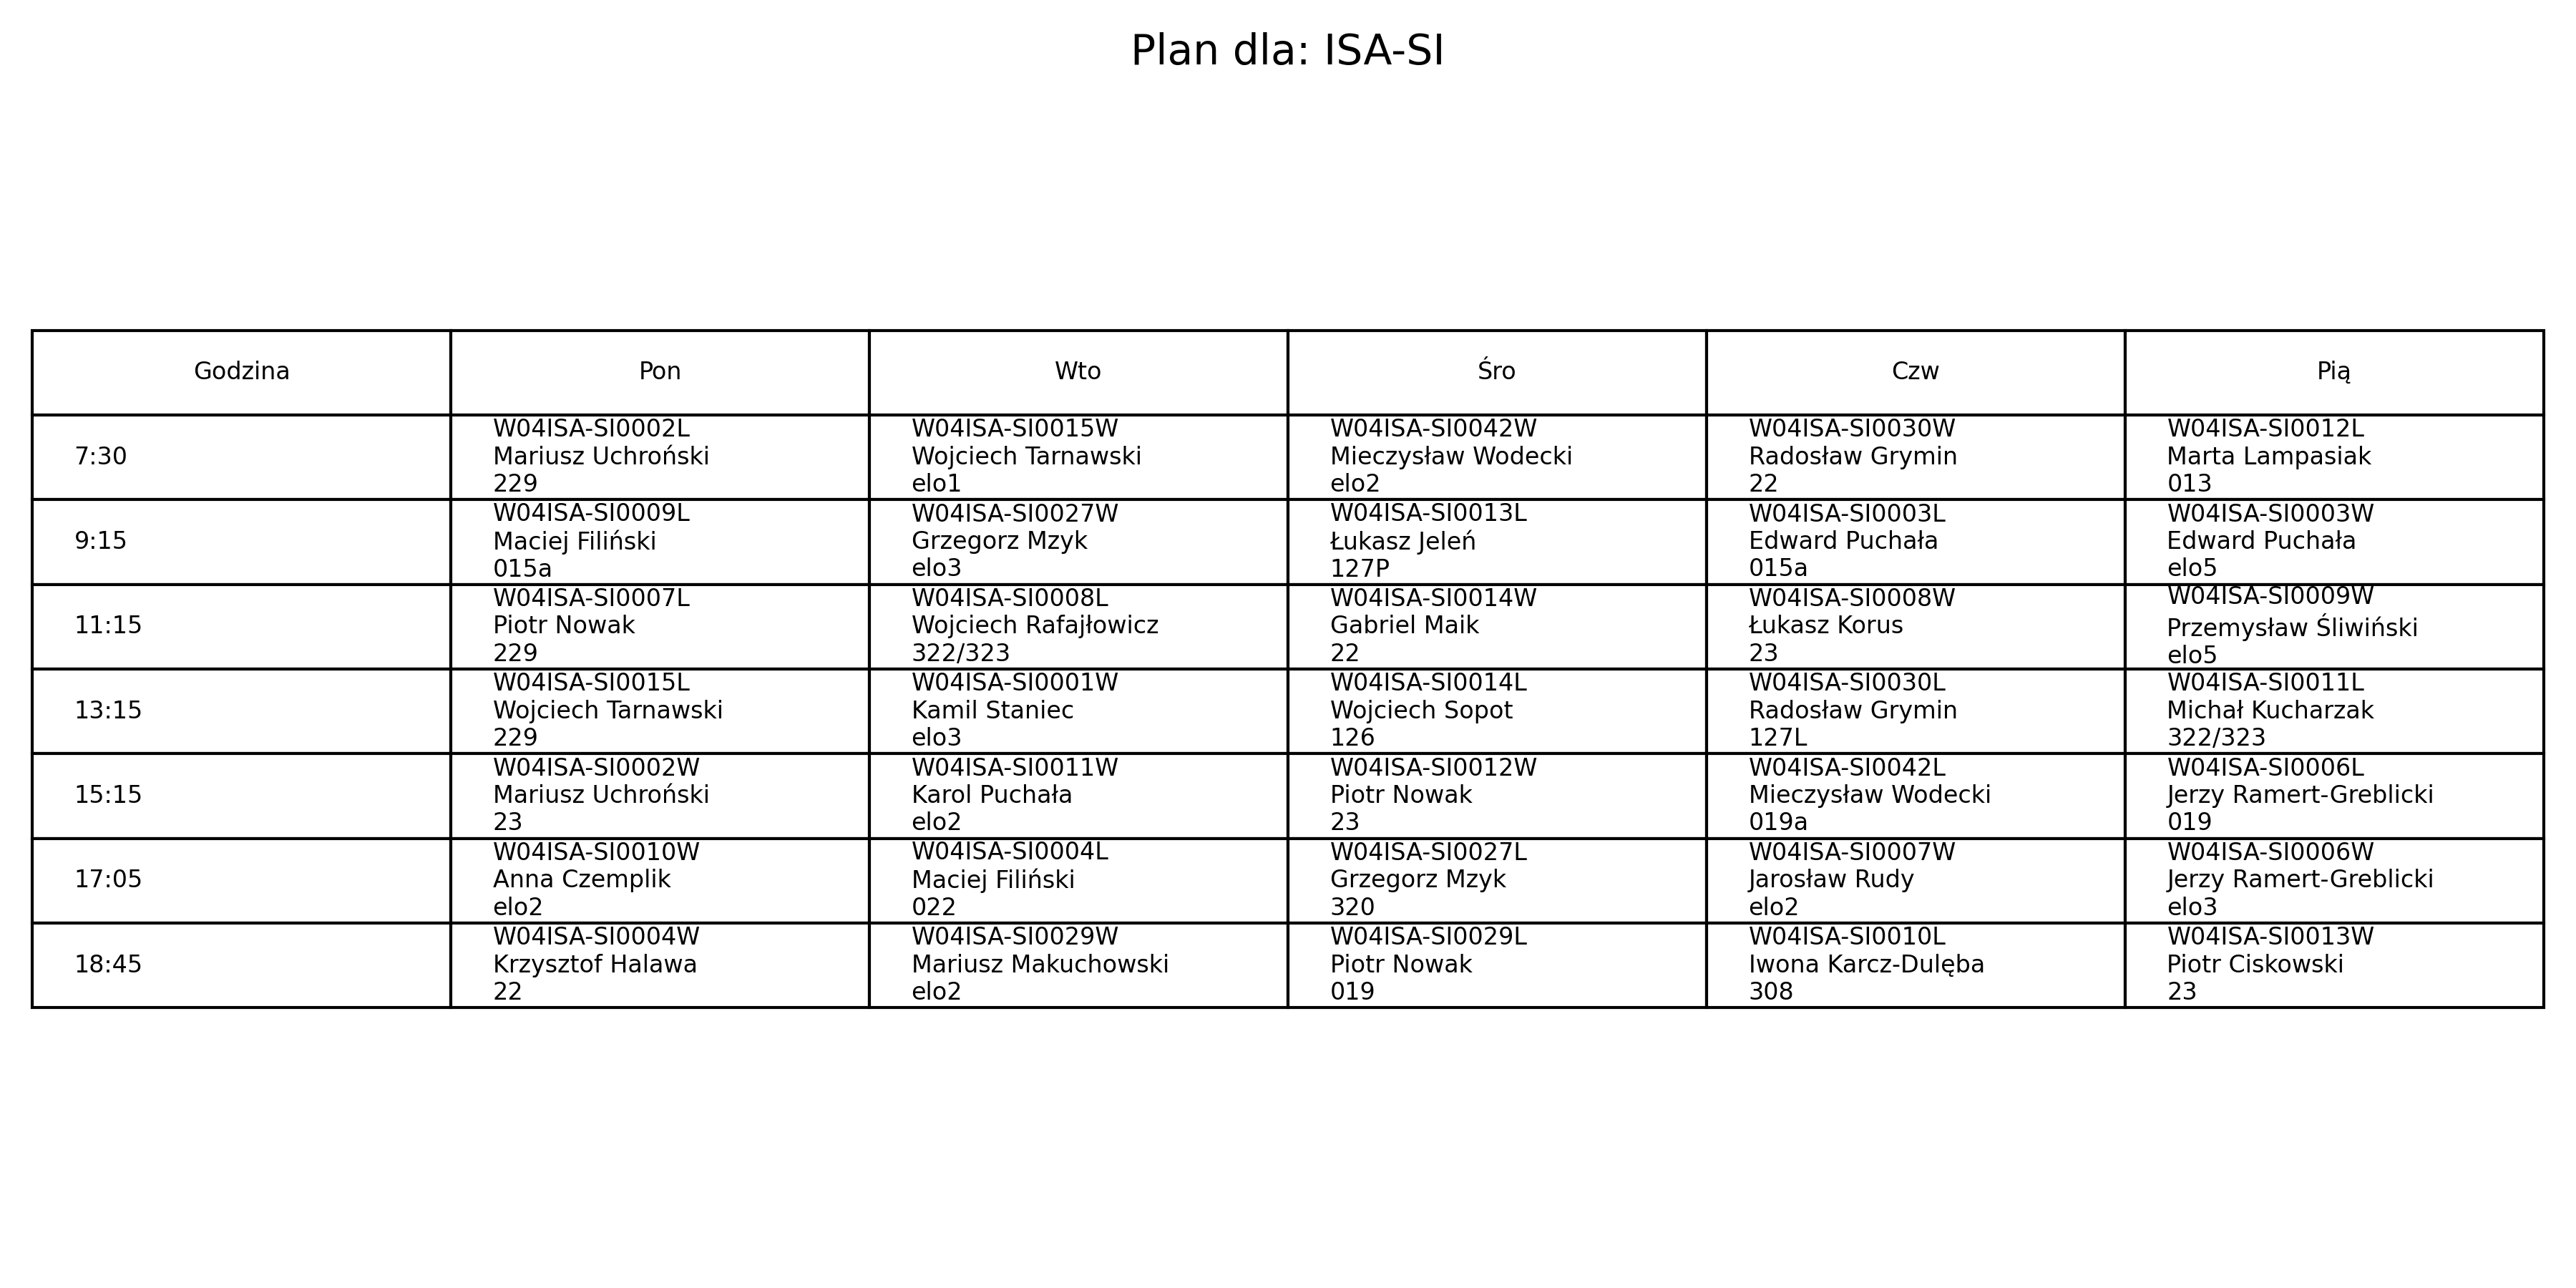 Plan dla: ISA-SI
Godzina Pon Wto Śro Czw Pią
7:30
W04ISA-SI0002L
Mariusz Uchroński
229
W04ISA-SI0015W
Wojciech Tarnawski
elo1
W04ISA-SI0042W
Mieczysław Wodecki
elo2
W04ISA-SI0030W
Radosław Grymin
22
W04ISA-SI0012L
Marta Lampasiak
013
9:15
W04ISA-SI0009L
Maciej Filiński
015a
W04ISA-SI0027W
Grzegorz Mzyk
elo3
W04ISA-SI0013L
Łukasz Jeleń
127P
W04ISA-SI0003L
Edward Puchała
015a
W04ISA-SI0003W
Edward Puchała
elo5
11:15
W04ISA-SI0007L
Piotr Nowak
229
W04ISA-SI0008L
Wojciech Rafajłowicz
322/323
W04ISA-SI0014W
Gabriel Maik
22
W04ISA-SI0008W
Łukasz Korus
23
W04ISA-SI0009W
Przemysław Śliwiński
elo5
13:15
W04ISA-SI0015L
Wojciech Tarnawski
229
W04ISA-SI0001W
Kamil Staniec
elo3
W04ISA-SI0014L
Wojciech Sopot
126
W04ISA-SI0030L
Radosław Grymin
127L
W04ISA-SI0011L
Michał Kucharzak
322/323
15:15
W04ISA-SI0002W
Mariusz Uchroński
23
W04ISA-SI0011W
Karol Puchała
elo2
W04ISA-SI0012W
Piotr Nowak
23
W04ISA-SI0042L
Mieczysław Wodecki
019a
W04ISA-SI0006L
Jerzy Ramert-Greblicki
019
17:05
W04ISA-SI0010W
Anna Czemplik
elo2
W04ISA-SI0004L
Maciej Filiński
022
W04ISA-SI0027L
Grzegorz Mzyk
320
W04ISA-SI0007W
Jarosław Rudy
elo2
W04ISA-SI0006W
Jerzy Ramert-Greblicki
elo3
18:45
W04ISA-SI0004W
Krzysztof Halawa
22
W04ISA-SI0029W
Mariusz Makuchowski
elo2
W04ISA-SI0029L
Piotr Nowak
019
W04ISA-SI0010L
Iwona Karcz-Dulęba
308
W04ISA-SI0013W
Piotr Ciskowski
23